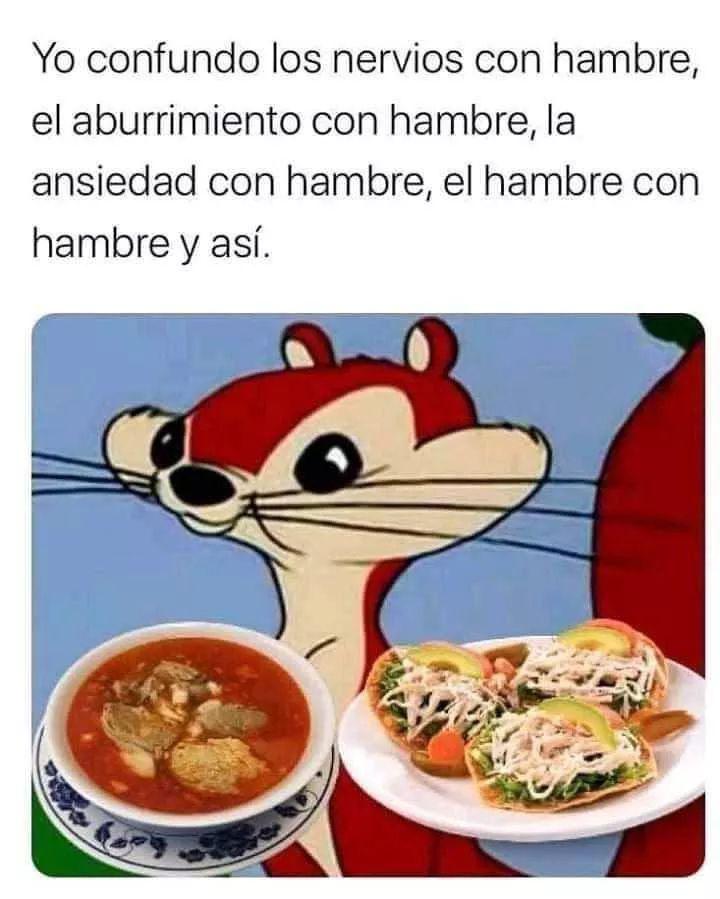 Yo confundo los nervios con hambre,
el aburrimiento con hambre, la
ansiedad con hambre, el hambre con
hambre y así.